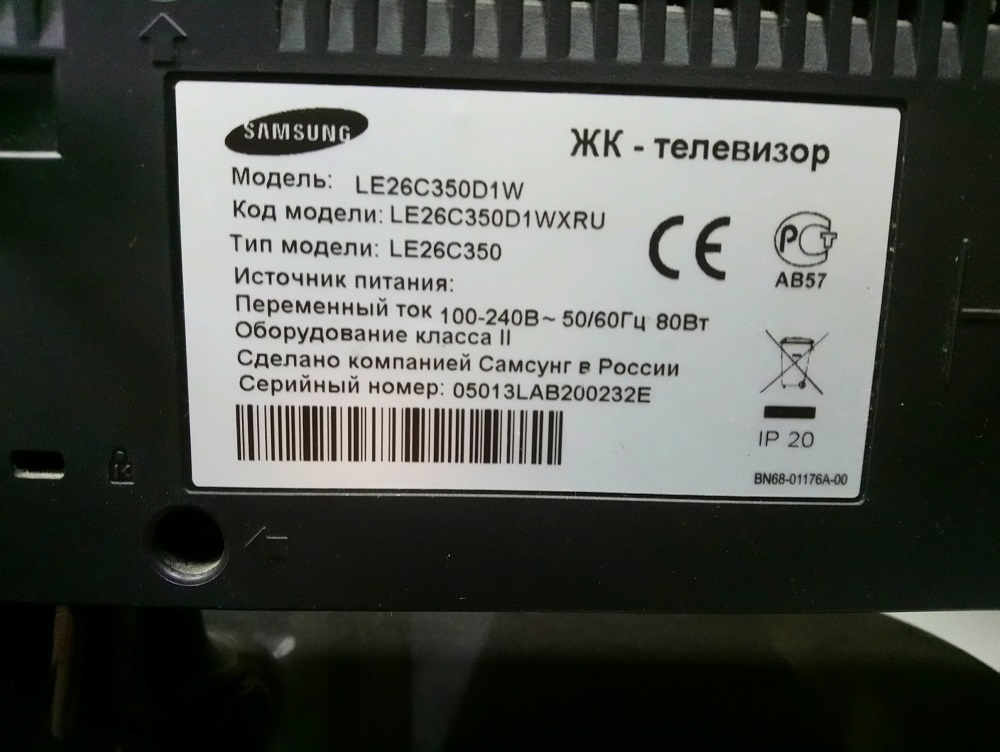 SAMSUNG
ЖК - телевизор
Модель: LE26C350D1W
Код модели: LE26C350D1WXRU
Тип модели: LE26C350
Источник питания:
Переменный ток 100-240В~ 50/60Гц 80Вт
Оборудование класса II
Сделано компанией Самсунг в России
Серийный номер: 05013LAB200232E
CE
РСТ
АВ57
IP 20
BN68-01176A-00